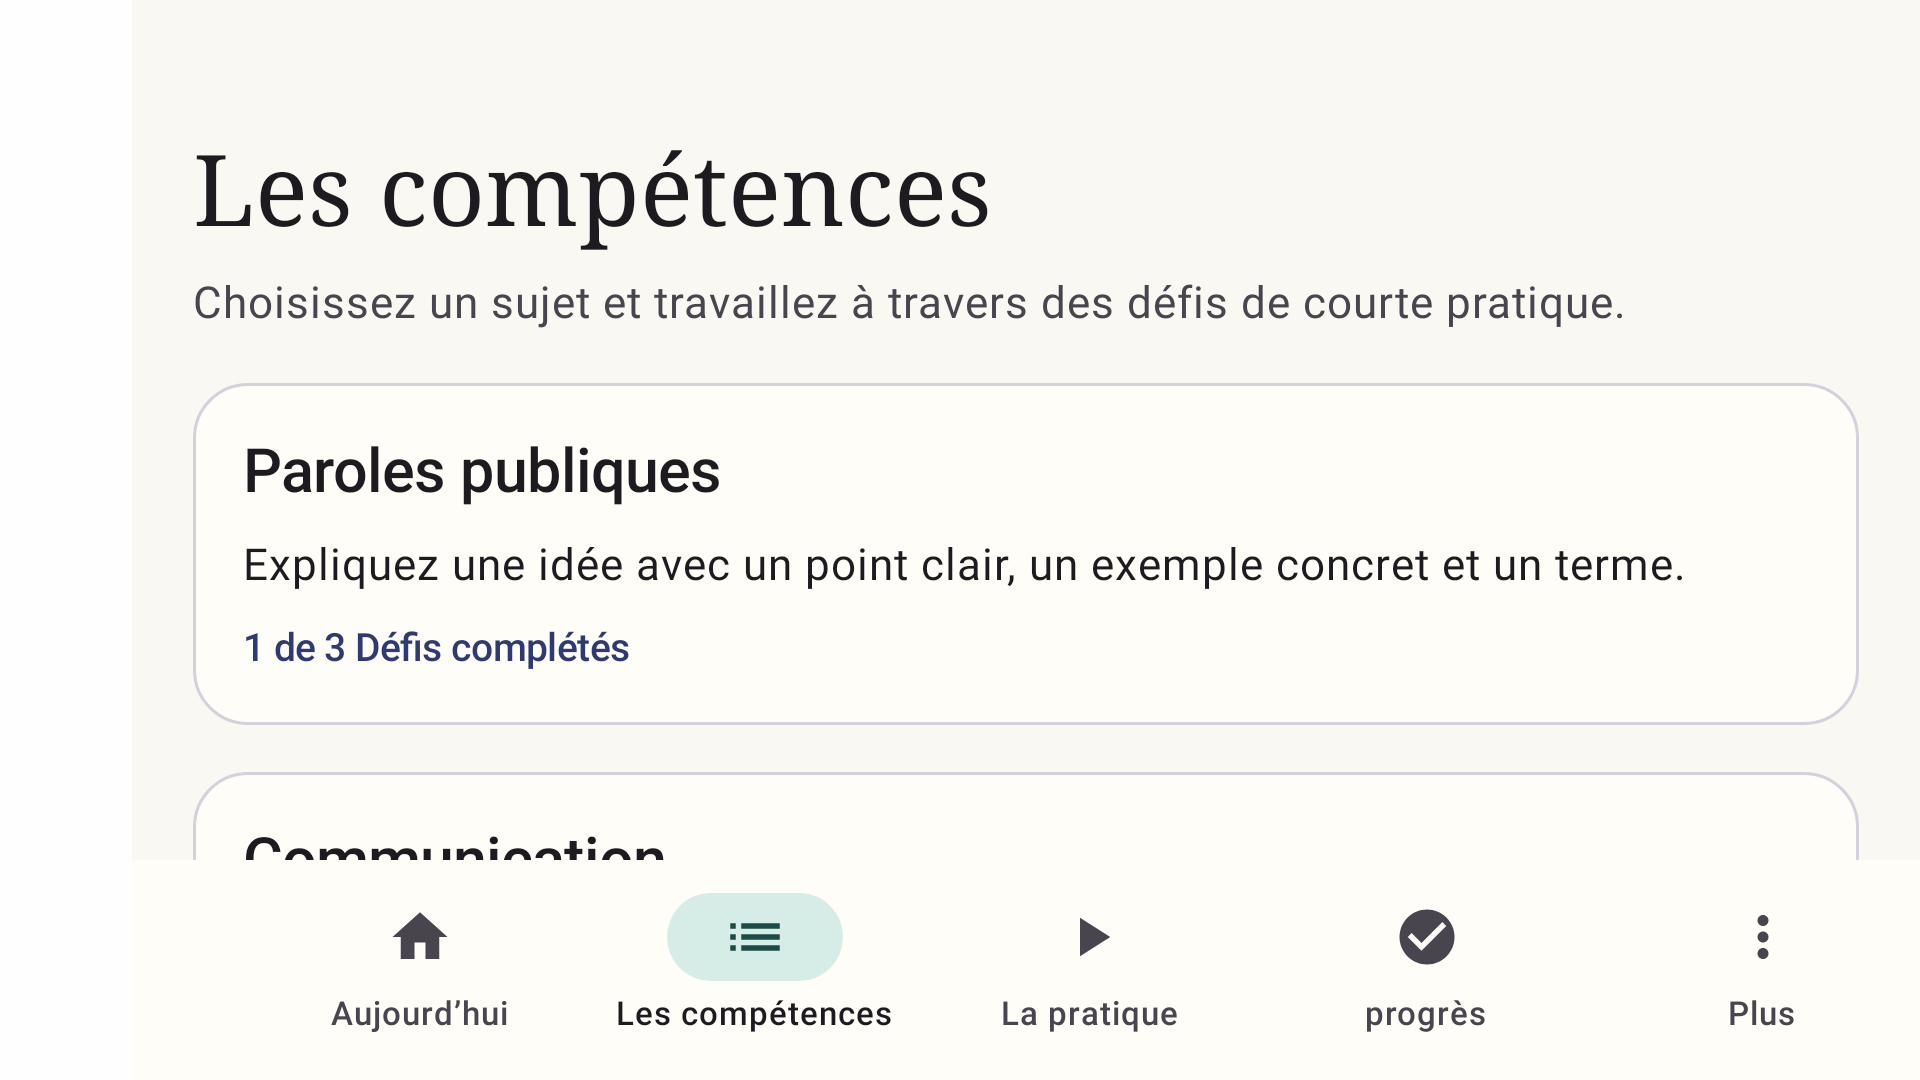 Les compétences
Choisissez un sujet et travaillez à travers des défis de courte pratique.
Paroles publiques
Expliquez une idée avec un point clair, un exemple concret et un terme.
1 de 3 Défis complétés
Communication
Aujourd’hui
Les compétences
La pratique
progrès
Plus